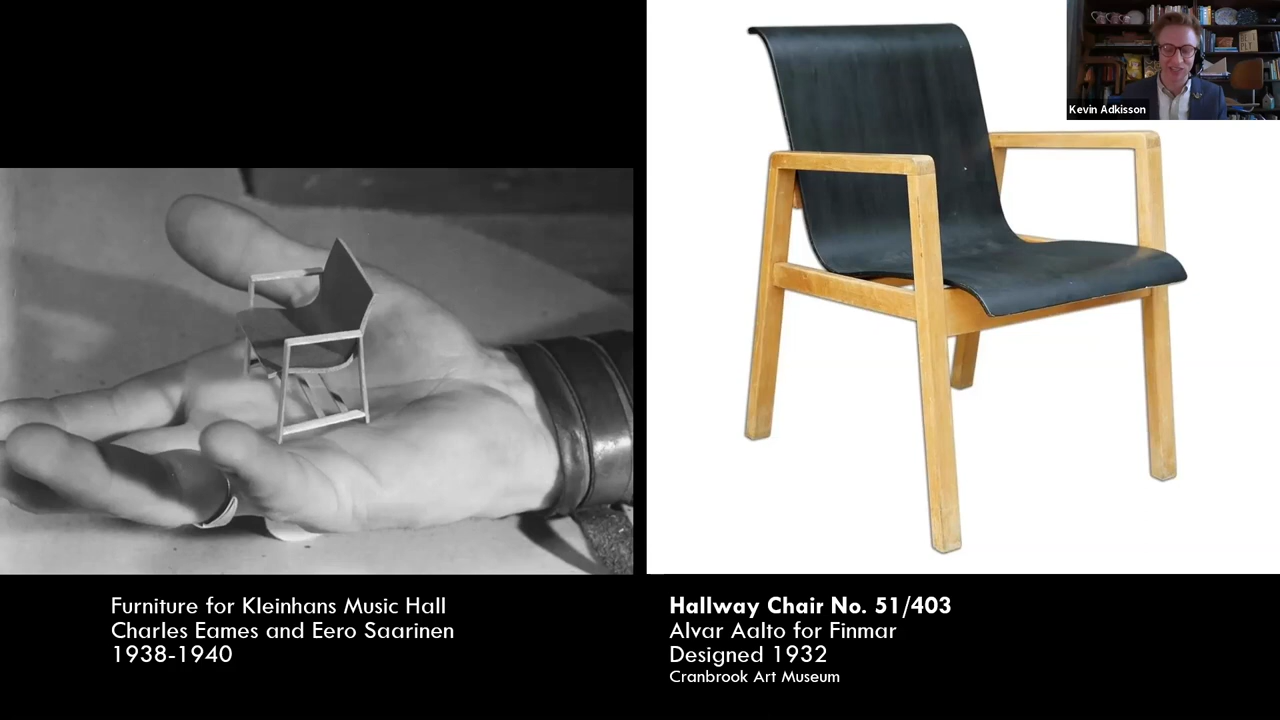 Kevin Adkisson
Furniture for Kleinhans Music Hall
Charles Eames and Eero Saarinen
1938-1940
Hallway Chair No. 51/403
Alvar Aalto for Finmar
Designed 1932
Cranbrook Art Museum